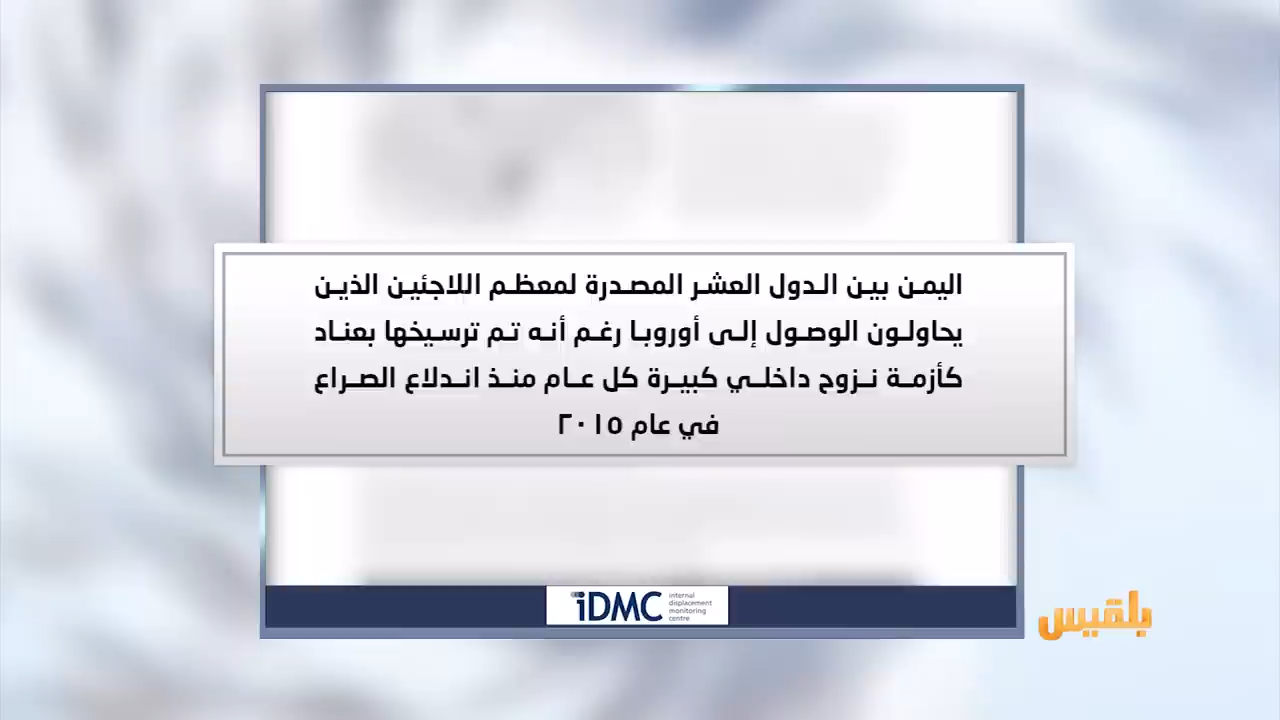 اليمن بين الدول العشر المصدرة لمعظم اللاجئين الذين
يحاولون الوصول إلى أوروبا رغم أنه تم ترسيخها بعناد
كأزمة نزوح داخلي كبيرة كل عام منذ اندلاع الصراع
في عام ٢٠١٥
iDMC
internal
displacement
monitoring
centre
بلقيس